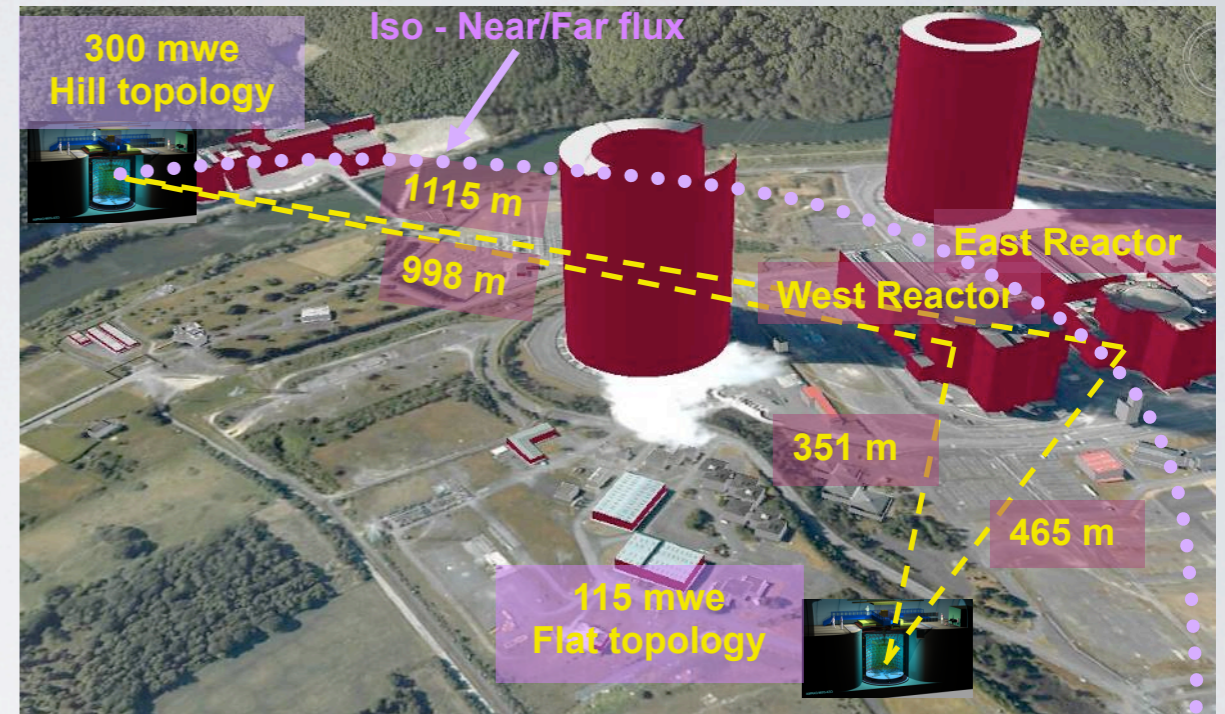 Iso - Near/Far flux
300 mwe
Hill topology
1115 m
998 m
East Reactor
West Reactor
351 m
465 m
115 mwe
Flat topology